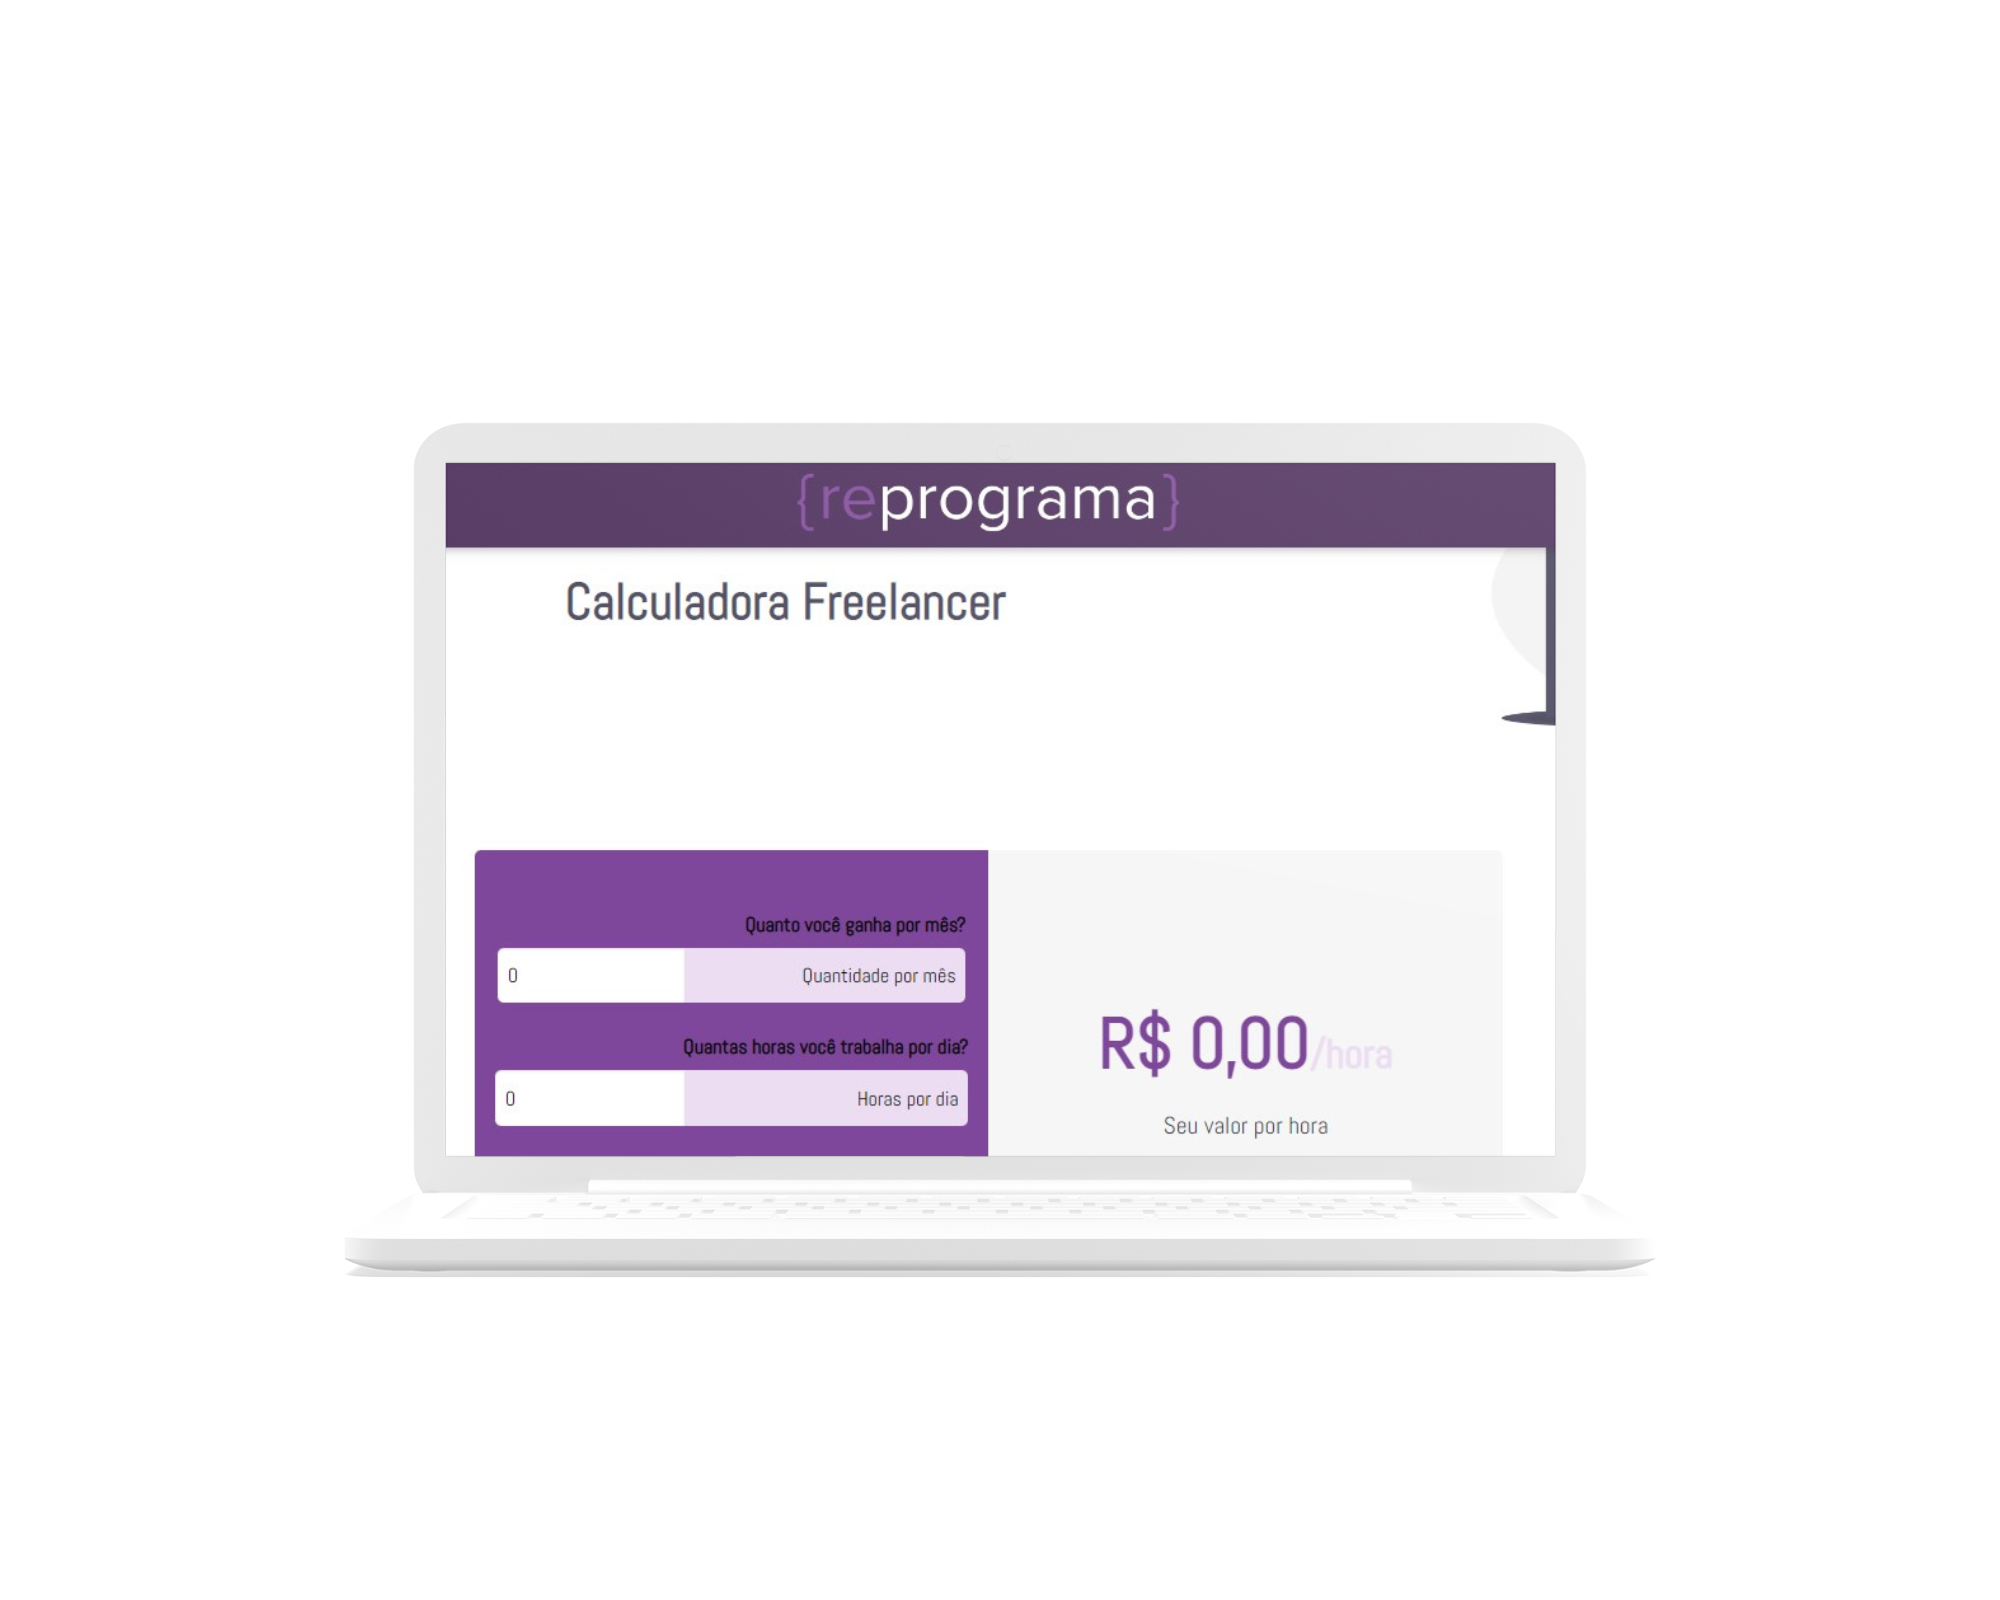 {reprograma}
Calculadora Freelancer
Quanto você ganha por mês?
0 Quantidade por mês
Quantas horas você trabalha por dia?
0 Horas por dia
R$ 0,00/hora
Seu valor por hora